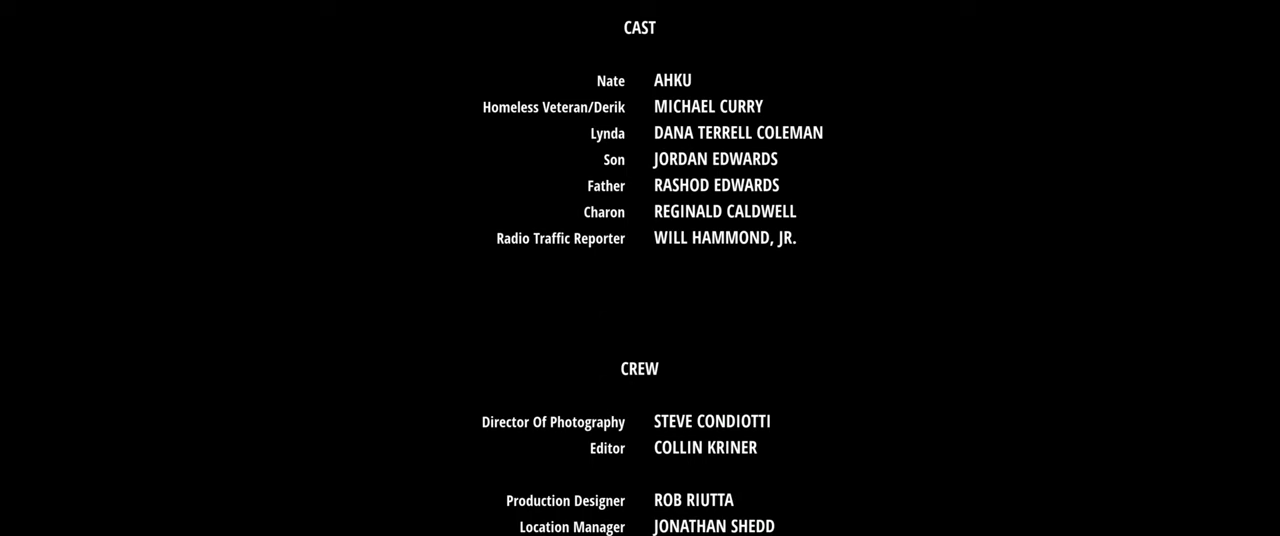 CAST
Nate AHKU
Homeless Veteran/Derik MICHAEL CURRY
Lynda DANA TERRELL COLEMAN
Son JORDAN EDWARDS
Father RASHOD EDWARDS
Charon REGINALD CALDWELL
Radio Traffic Reporter WILL HAMMOND, JR.
CREW
Director Of Photography STEVE CONDIOTTI
Editor COLLIN KRINER
Production Designer ROB RIUTTA
Location Manager JONATHAN SHEDD